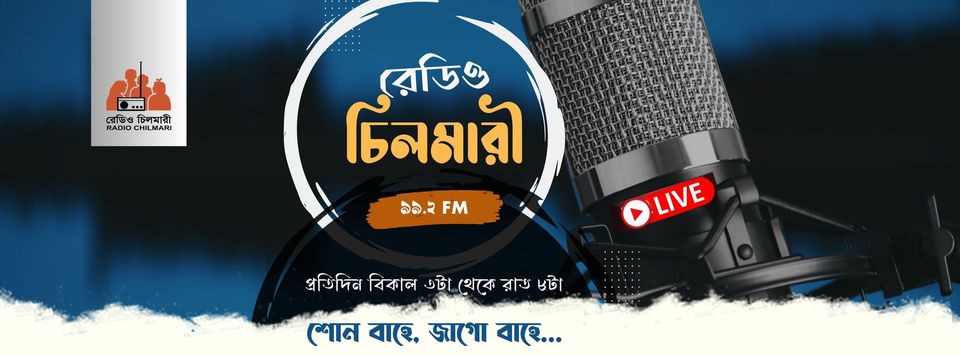 রেডিও চিলমারী
RADIO CHILMARI
রেডিও
চিলমারী
৯৯.২ FM
LIVE
প্রতিদিন বিকাল ৩টা থেকে রাত ৮টা
শোন বাহে, জাগো বাহে...